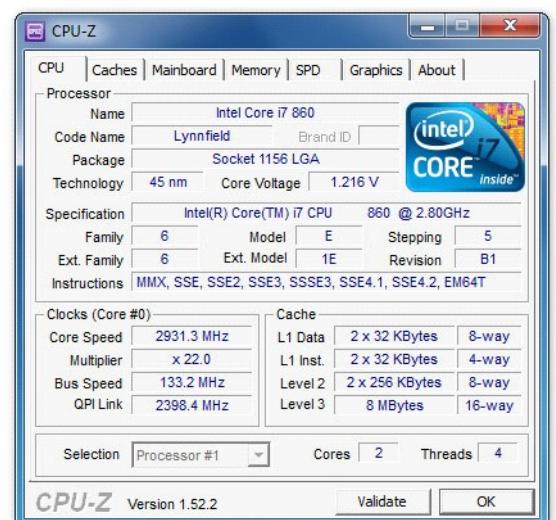 CPU-Z
CPU Caches Mainboard Memory SPD Graphics About
Processor
Name Intel Core i7 860
Code Name Lynnfield Brand ID
Package Socket 1156 LGA
Technology 45 nm Core Voltage 1.216 V
intel
i7
CORE inside™
Specification Intel(R) Core(TM) i7 CPU 860 @ 2.80GHz
Family 6 Model E Stepping 5
Ext. Family 6 Ext. Model 1E Revision B1
Instructions MMX, SSE, SSE2, SSE3, SSSE3, SSE4.1, SSE4.2, EM64T
Clocks (Core #0)
Core Speed 2931.3 MHz
Multiplier x 22.0
Bus Speed 133.2 MHz
QPI Link 2398.4 MHz
Cache
L1 Data 2 x 32 KBytes 8-way
L1 Inst. 2 x 32 KBytes 4-way
Level 2 2 x 256 KBytes 8-way
Level 3 8 MBytes 16-way
Selection Processor #1 Cores 2 Threads 4
CPU-Z Version 1.52.2 Validate OK